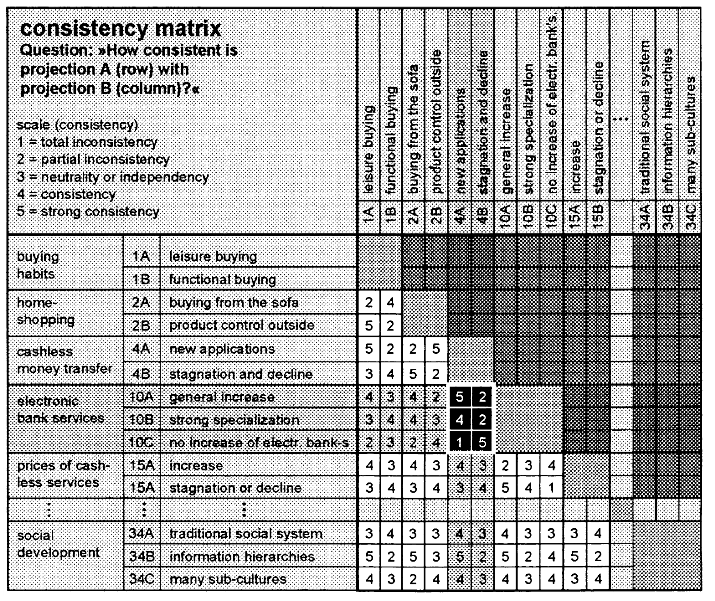 consistency matrix
Question: »How consistent is
projection A (row) with
projection B (column)?«
scale (consistency)
1 = total inconsistency
2 = partial inconsistency
3 = neutrality or independency
4 = consistency
5 = strong consistency
1A leisure buying
1B functional buying
2A buying from the sofa
2B product control outside
4A new applications
4B stagnation and decline
10A general increase
10B strong specialization
10C no increase of electr. bank's.
15A increase
15B stagnation or decline
...
34A traditional social system
34B information hierarchies
34C many sub-cultures
buying habits
1A leisure buying
1B functional buying
home-shopping
2A buying from the sofa 2 4
2B product control outside 5 2
cashless money transfer
4A new applications 5 2 2 5
4B stagnation and decline 3 4 5 2
electronic bank services
10A general increase 4 3 4 2 5 2
10B strong specialization 3 4 4 3 4 2
10C no increase of electr. bank-s 2 3 2 4 1 5
prices of cash-less services
15A increase 4 3 4 3 4 3 2 3 4
15A stagnation or decline 3 4 3 4 3 4 5 4 1
⋮ ⋮ ⋮
social development
34A traditional social system 3 4 3 3 4 3 4 3 3 3 4
34B information hierarchies 5 2 5 3 5 2 5 2 4 5 2
34C many sub-cultures 4 3 2 4 4 3 4 3 4 3 4